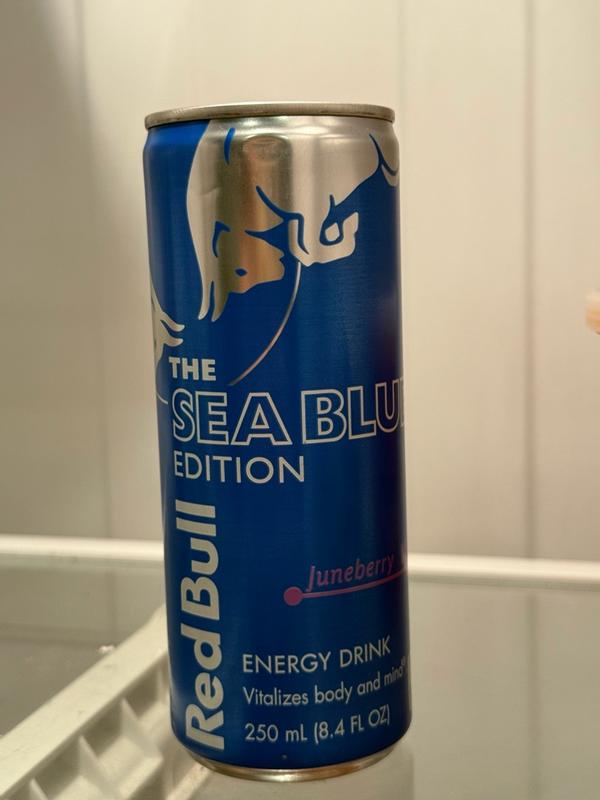 THE
SEA BLU
EDITION
Red Bull
Juneberry
ENERGY DRINK
Vitalizes body and mind®
250 mL (8.4 FL OZ)